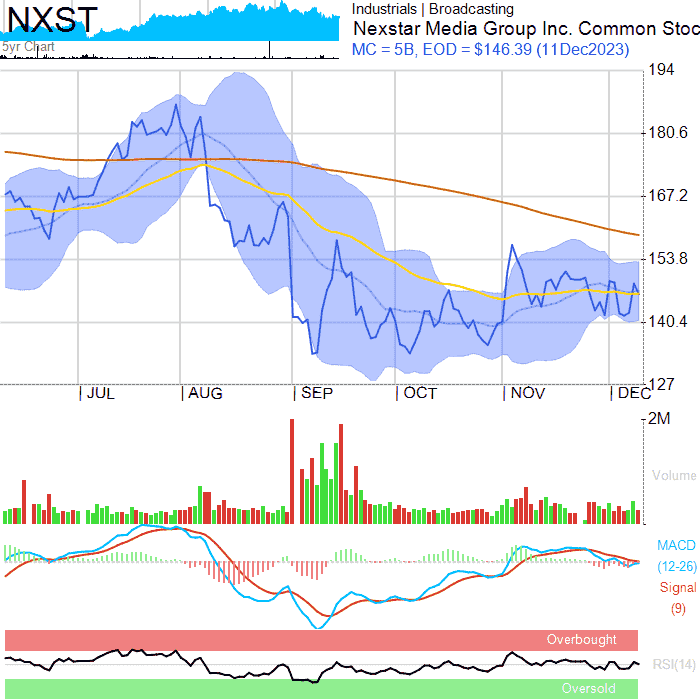 NXST
5yr Chart
Industrials | Broadcasting
Nexstar Media Group Inc. Common Stoc
MC = 5B, EOD = $146.39 (11Dec2023)
194
180.6
167.2
153.8
140.4
127
| JUL
| AUG
| SEP
| OCT
| NOV
| DEC
2M
Volume
MACD
(12-26)
Signal
(9)
Overbought
RSI(14)
Oversold